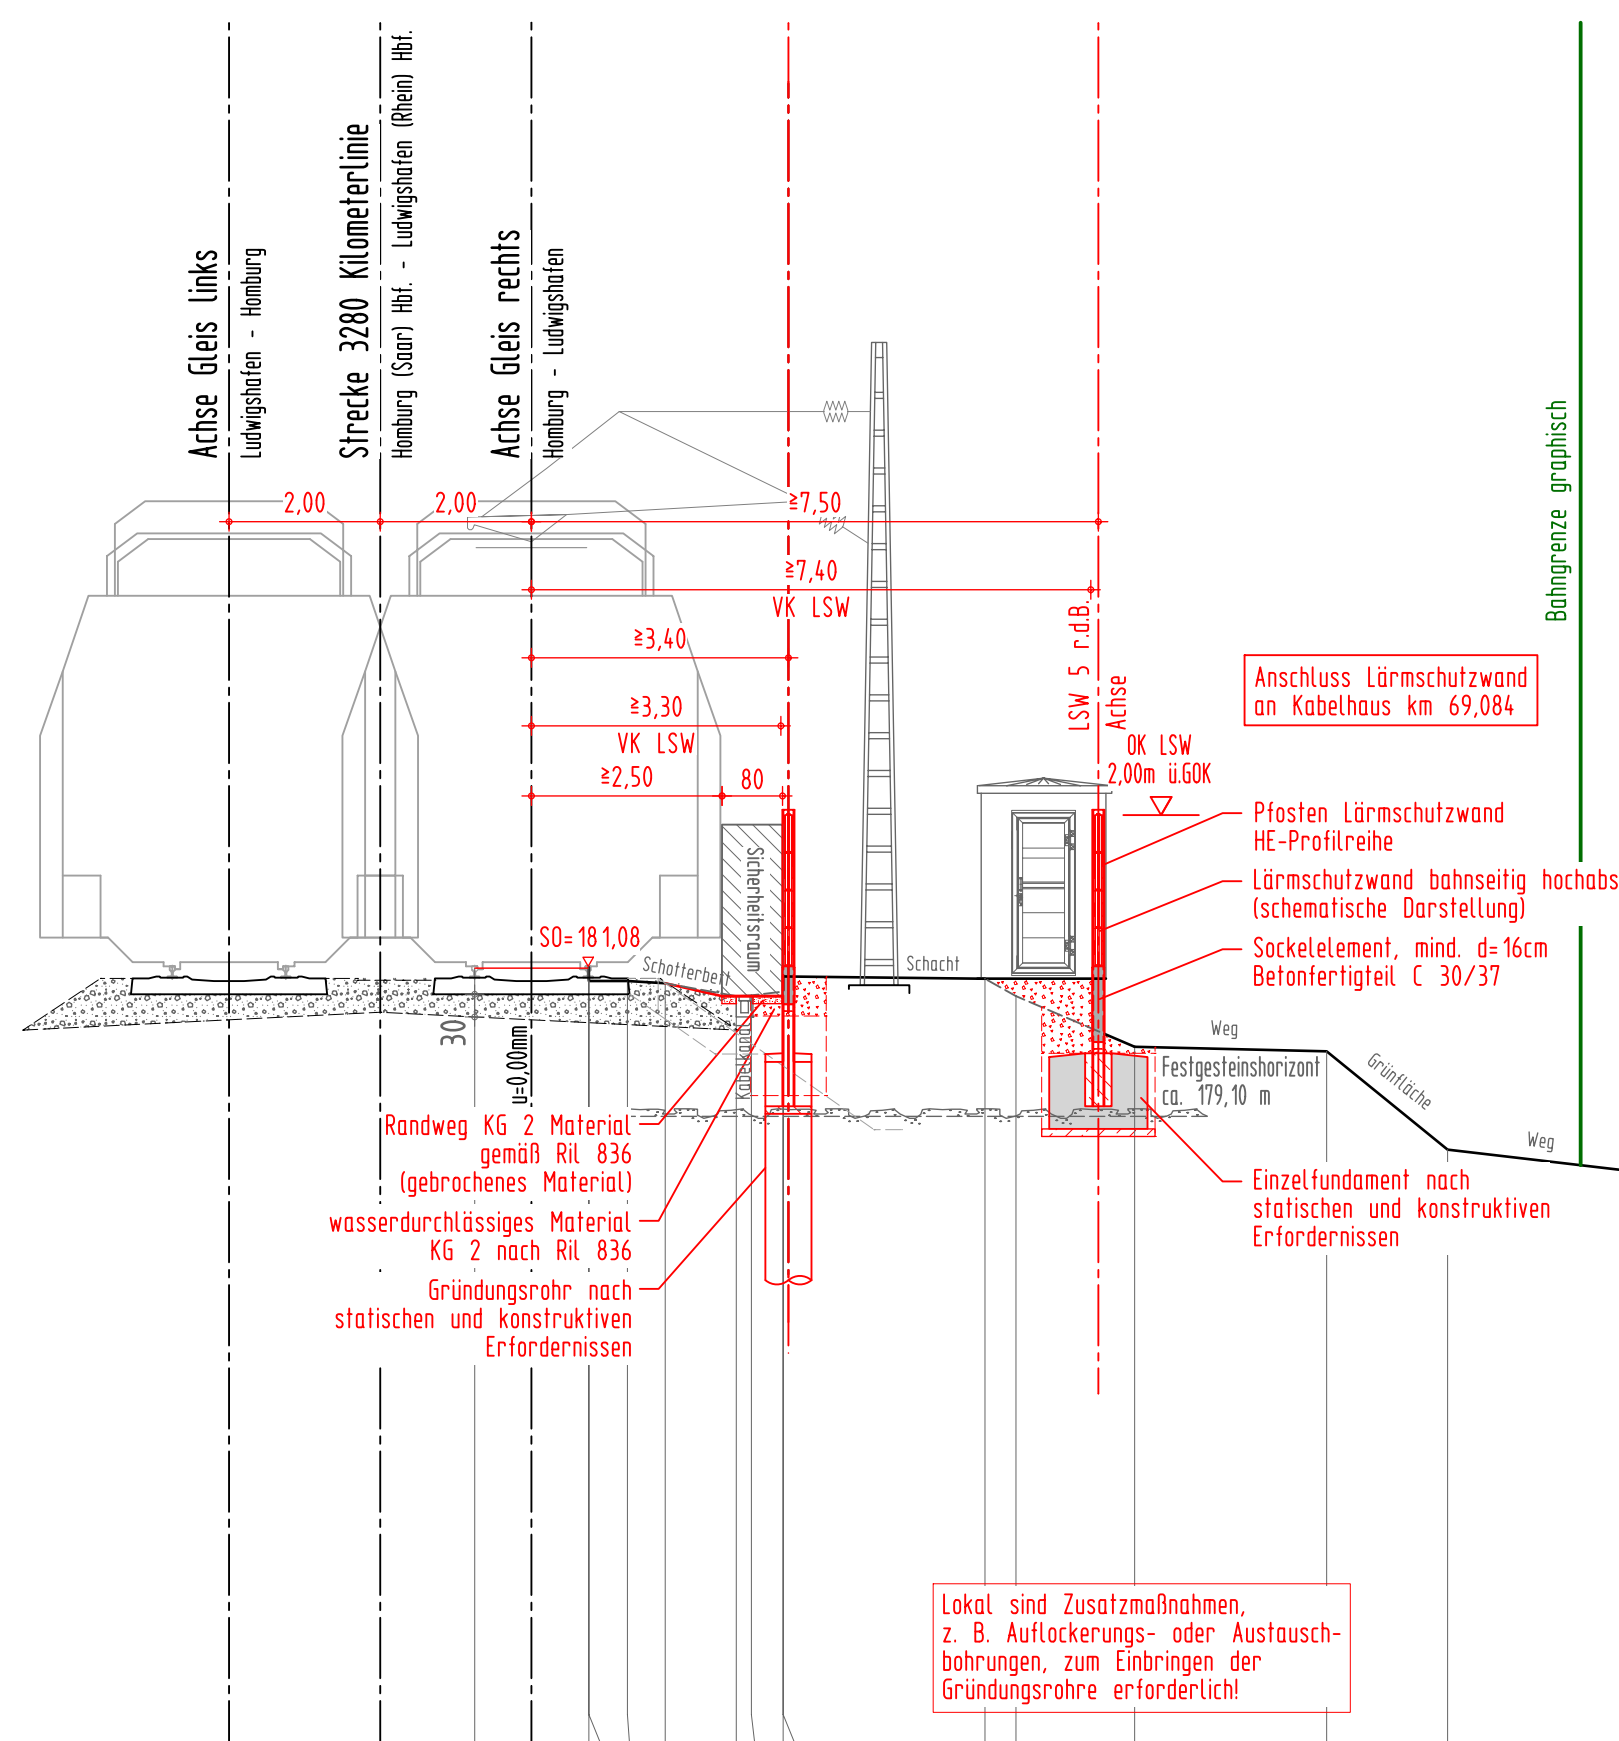 Achse Gleis links
Ludwigshafen - Homburg
Strecke 3280 Kilometerlinie
Homburg (Saar) Hbf. - Ludwigshafen (Rhein) Hbf.
Achse Gleis rechts
Homburg - Ludwigshafen
Bahngrenze graphisch
2,00
2,00
≥7,50
≥7,40
VK LSW
≥3,40
≥3,30
VK LSW
≥2,50
80
LSW 5 r.d.B.
Achse
Anschluss Lärmschutzwand
an Kabelhaus km 69,084
OK LSW
2,00m ü.GOK
Pfosten Lärmschutzwand
HE-Profilreihe
Lärmschutzwand bahnseitig hochabs
(schematische Darstellung)
Sockelelement, mind. d=16cm
Betonfertigteil C 30/37
Sicherheitsraum
SO=181,08
Schotterbett
Schacht
30
u=0,00mm
Kabelkanal
Weg
Festgesteinshorizont
ca. 179,10 m
Grünfläche
Weg
Randweg KG 2 Material
gemäß Ril 836
(gebrochenes Material)
wasserdurchlässiges Material
KG 2 nach Ril 836
Gründungsrohr nach
statischen und konstruktiven
Erfordernissen
Einzelfundament nach
statischen und konstruktiven
Erfordernissen
Lokal sind Zusatzmaßnahmen,
z. B. Auflockerungs- oder Austausch-
bohrungen, zum Einbringen der
Gründungsrohre erforderlich!